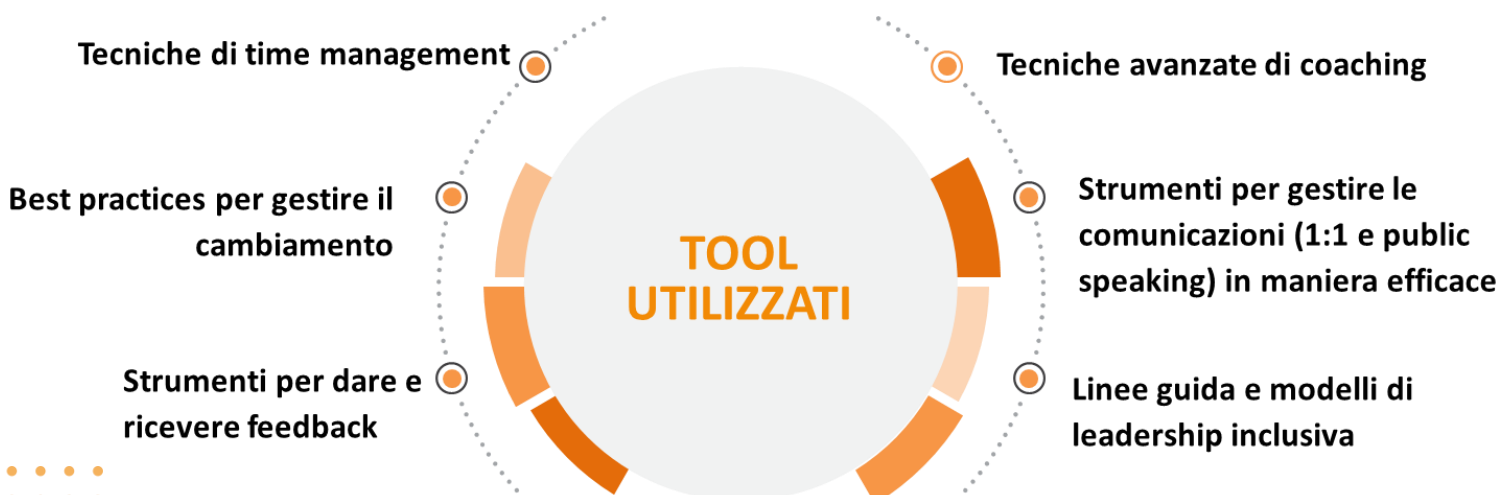 Tecniche di time management
Best practices per gestire il
cambiamento
Strumenti per dare e
ricevere feedback
TOOL
UTILIZZATI
Tecniche avanzate di coaching
Strumenti per gestire le
comunicazioni (1:1 e public
speaking) in maniera efficace
Linee guida e modelli di
leadership inclusiva